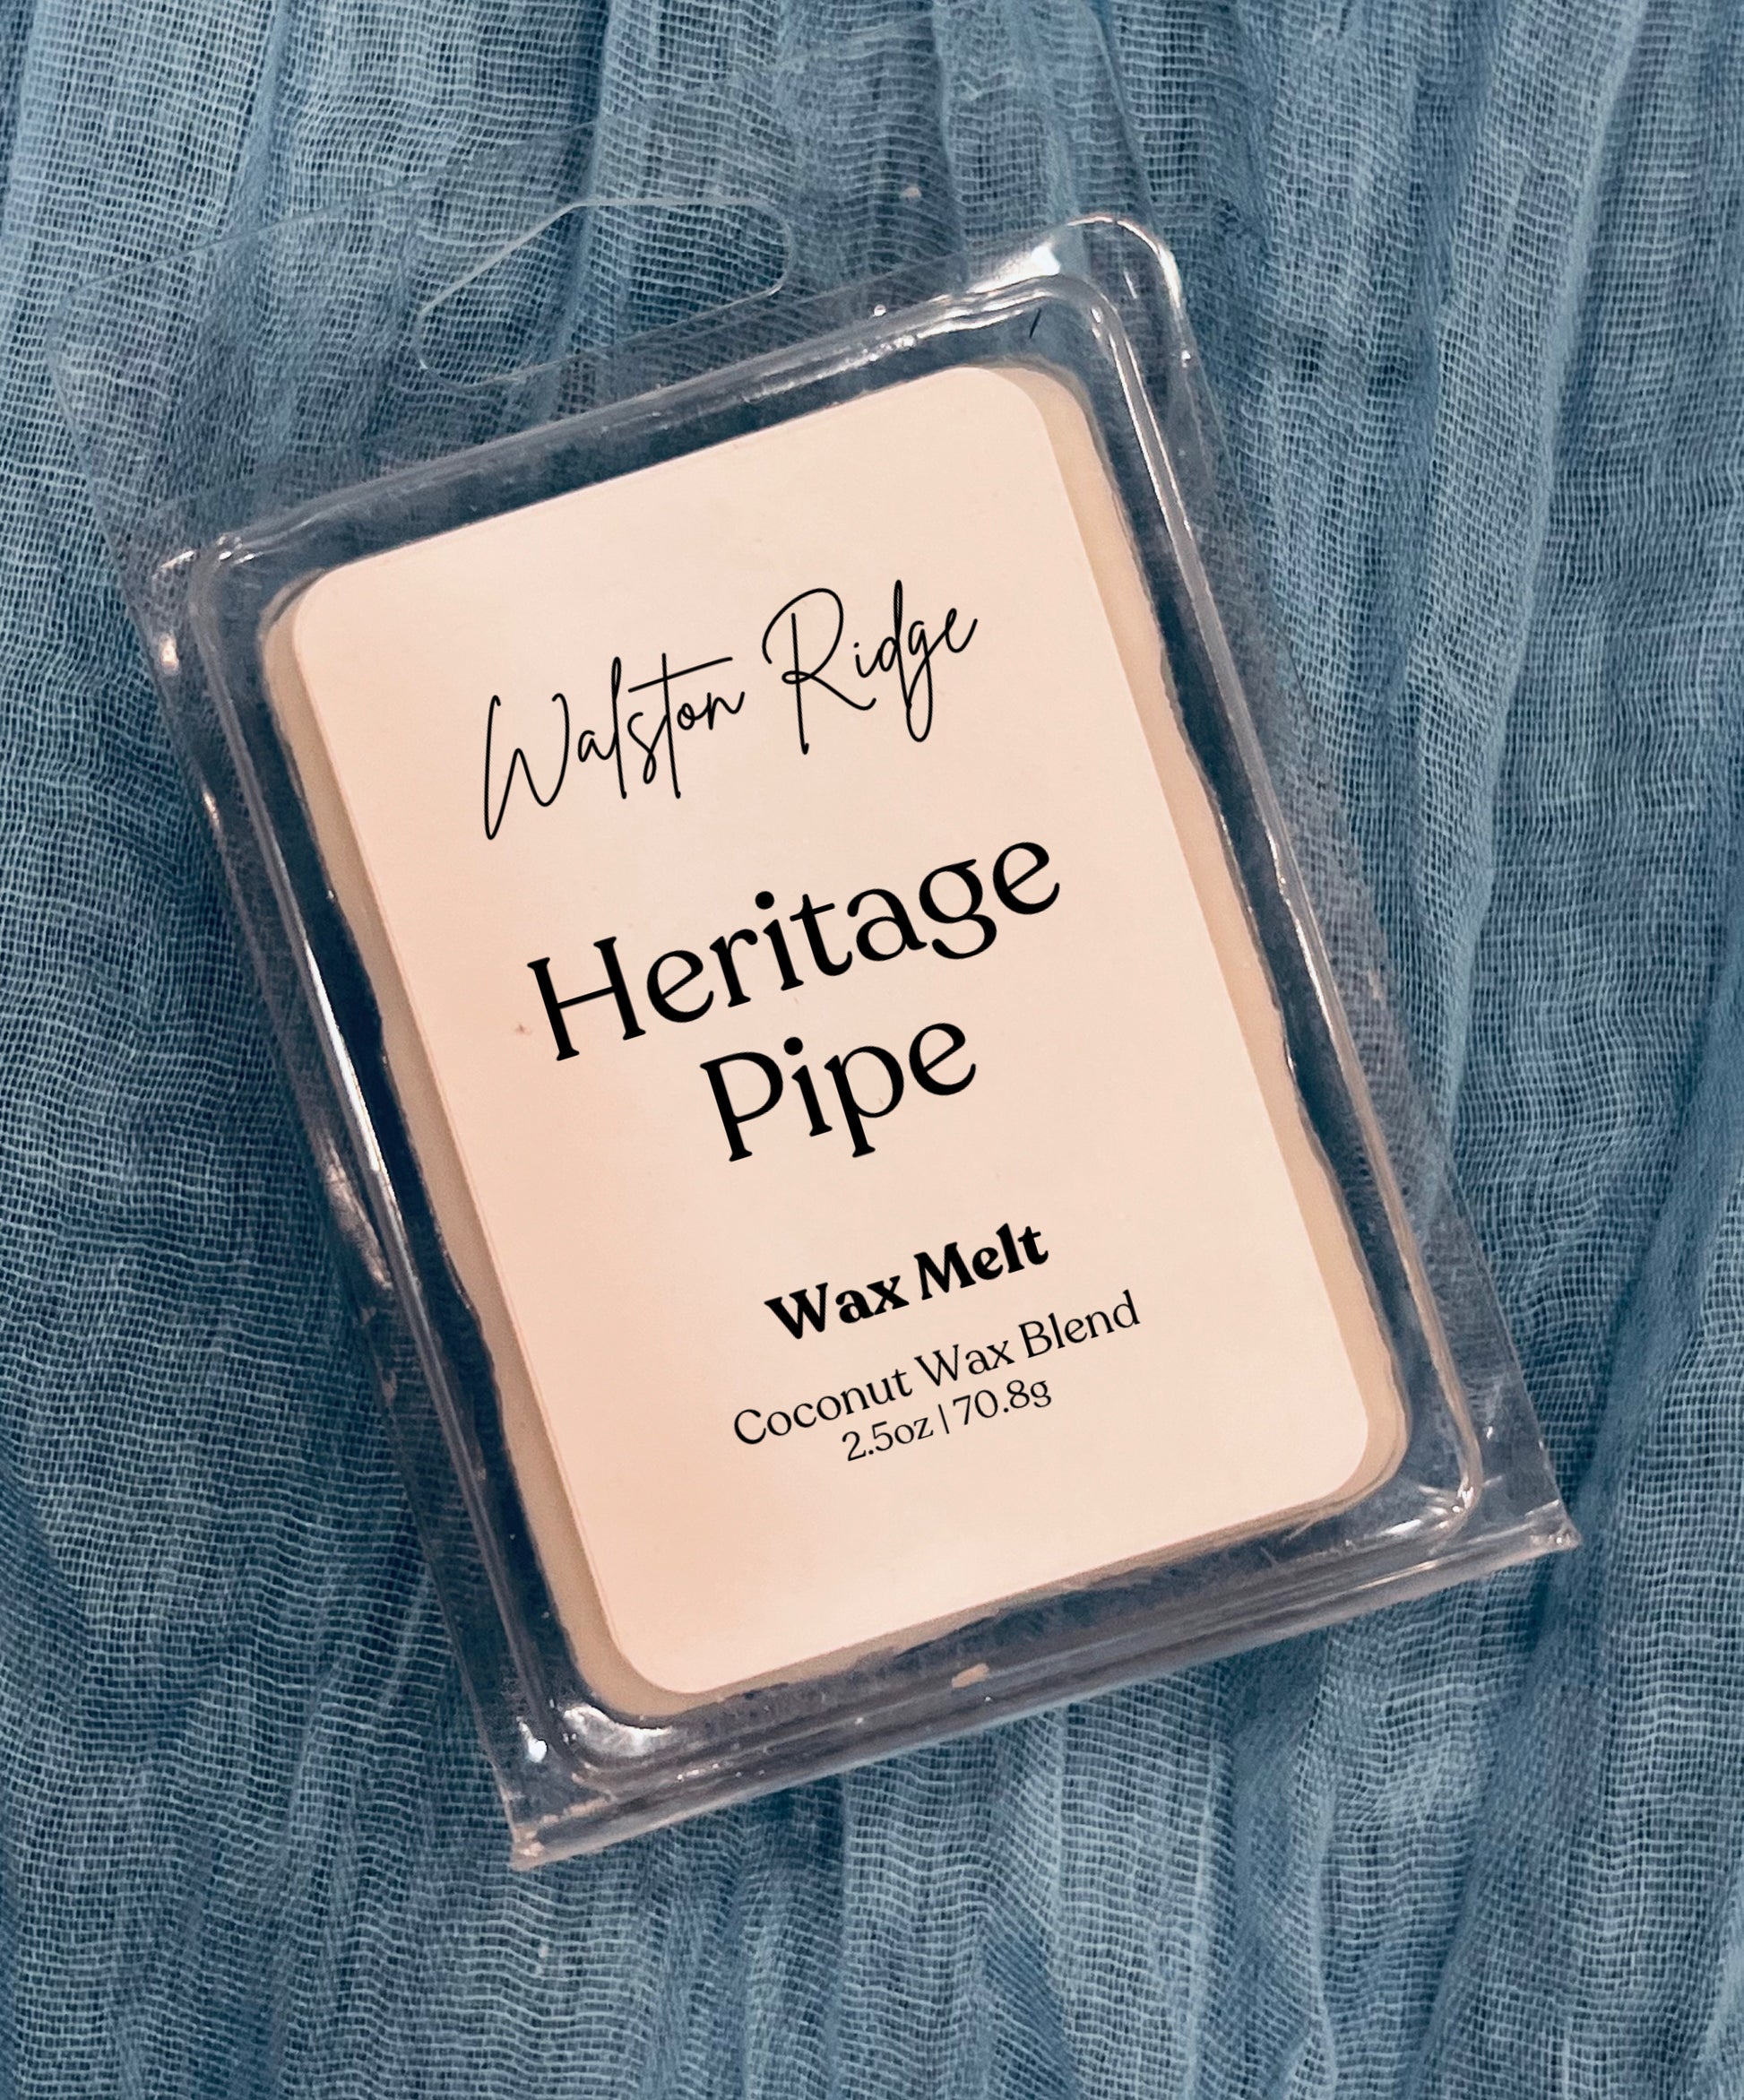 Walston Ridge
Heritage
Pipe
Wax Melt
Coconut Wax Blend
2.5oz | 70.8g